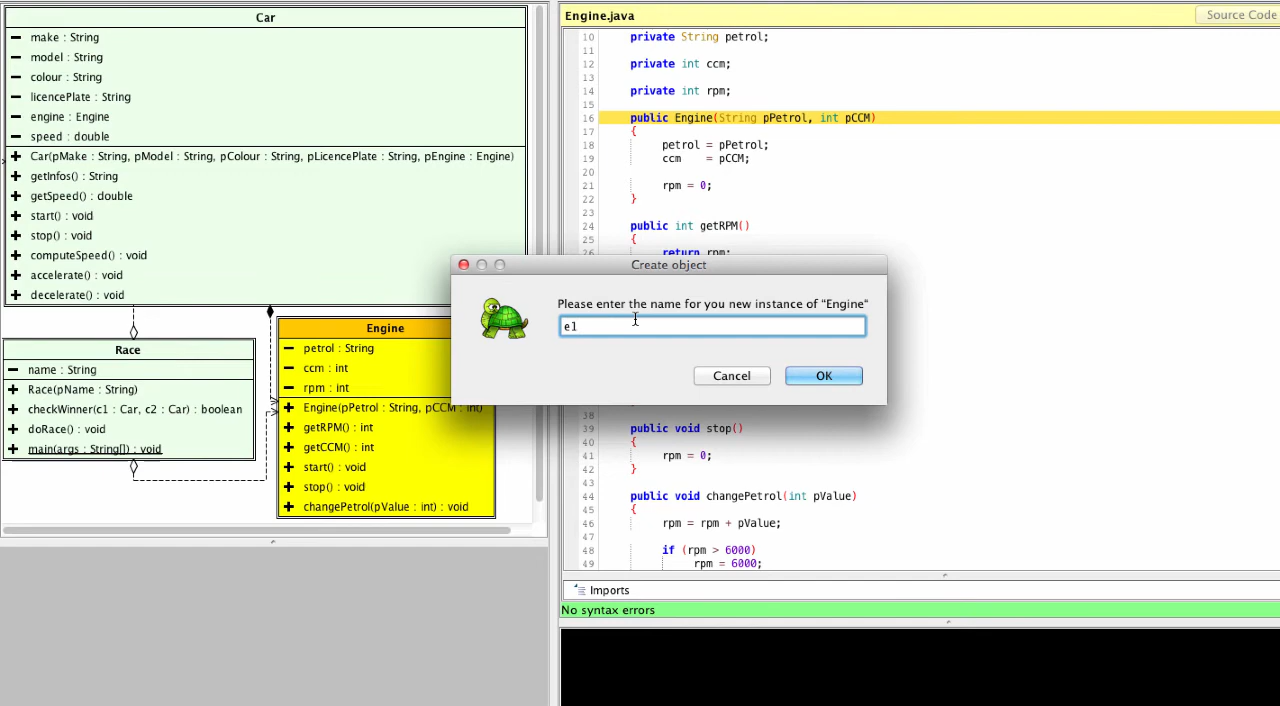 Car
make : String
model : String
colour : String
licencePlate : String
engine : Engine
speed : double
Car(pMake : String, pModel : String, pColour : String, pLicencePlate : String, pEngine : Engine)
getInfos() : String
getSpeed() : double
start() : void
stop() : void
computeSpeed() : void
accelerate() : void
decelerate() : void
Race
name : String
Race(pName : String)
checkWinner(c1 : Car, c2 : Car) : boolean
doRace() : void
main(args : String[]) : void
Engine
petrol : String
ccm : int
rpm : int
Engine(pPetrol : String, pCCM : int)
getRPM() : int
getCCM() : int
start() : void
stop() : void
changePetrol(pValue : int) : void
Engine.java
Source Code
10 private String petrol;
11
12 private int ccm;
13
14 private int rpm;
15
16 public Engine(String pPetrol, int pCCM)
17 {
18 petrol = pPetrol;
19 ccm = pCCM;
20
21 rpm = 0;
22 }
23
24 public int getRPM()
25 {
26 return rpm;
Create object
Please enter the name for you new instance of "Engine"
e1
Cancel
OK
38
39 public void stop()
40 {
41 rpm = 0;
42 }
43
44 public void changePetrol(int pValue)
45 {
46 rpm = rpm + pValue;
47
48 if (rpm > 6000)
49 rpm = 6000;
Imports
No syntax errors